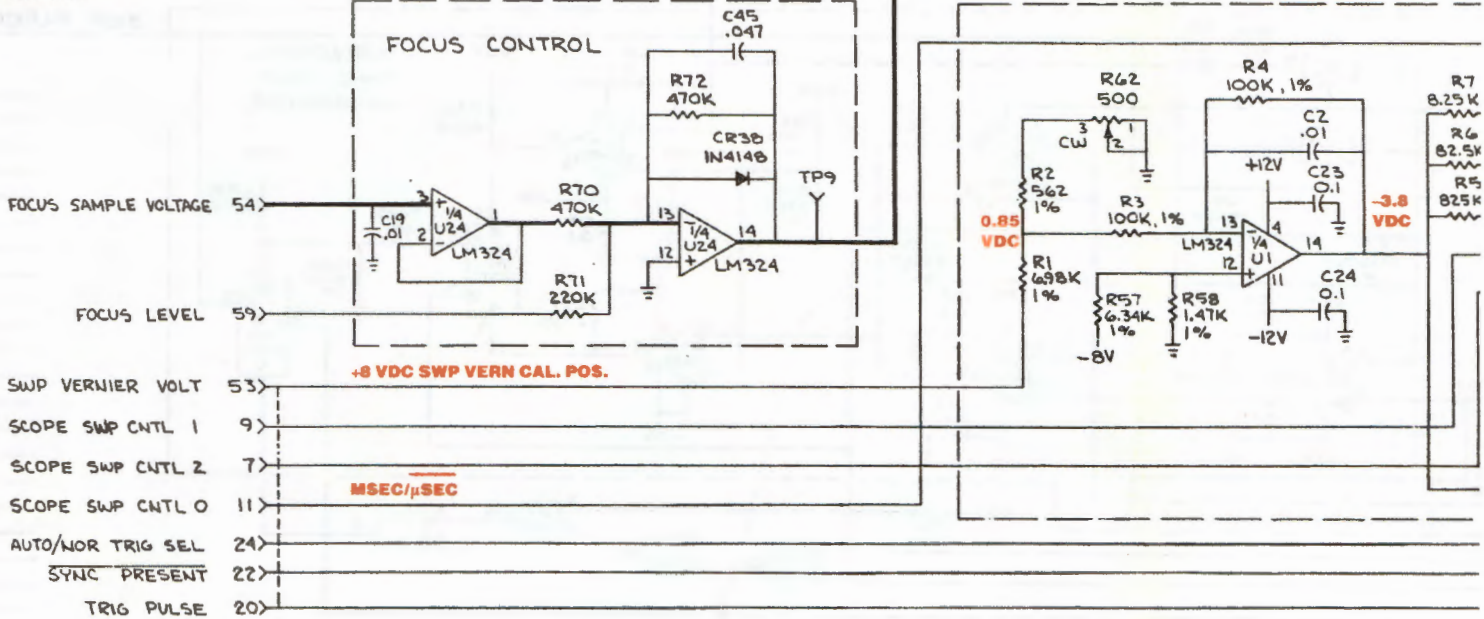 FOCUS CONTROL
C45
.047
R72
470K
CR38
1N4148
TP9
FOCUS SAMPLE VOLTAGE 54
C19
.01
3
+
2
-
1/4
U24
1
LM324
R70
470K
13
-
12
+
1/4
U24
14
LM324
R71
220K
FOCUS LEVEL 59
R62
500
3
1
2
CW
R4
100K, 1%
C2
.01
+12V
C23
0.1
R2
562
1%
R3
100K, 1%
0.85
VDC
R1
6.98K
1%
LM324
13
-
12
+
1/4
U1
4
11
14
-3.8
VDC
R57
6.34K
1%
-8V
R58
1.47K
1%
C24
0.1
-12V
R7
8.25K
R6
82.5K
R5
825K
+8 VDC SWP VERN CAL. POS.
SWP VERNIER VOLT 53
SCOPE SWP CNTL 1 9
SCOPE SWP CNTL 2 7
MSEC/μSEC
SCOPE SWP CNTL 0 11
AUTO/NOR TRIG SEL 24
SYNC PRESENT 22
TRIG PULSE 20